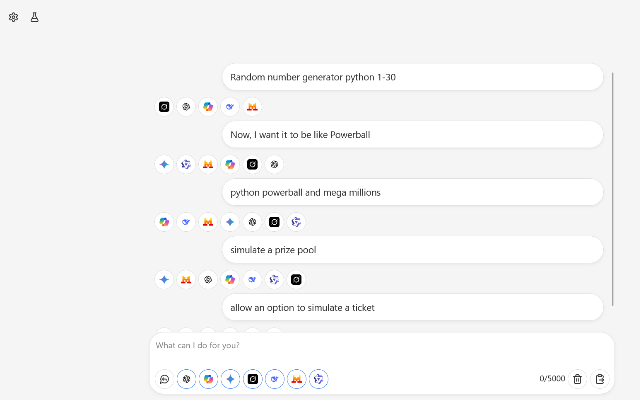 Random number generator python 1-30
Now, I want it to be like Powerball
python powerball and mega millions
simulate a prize pool
allow an option to simulate a ticket
What can I do for you?
0/5000